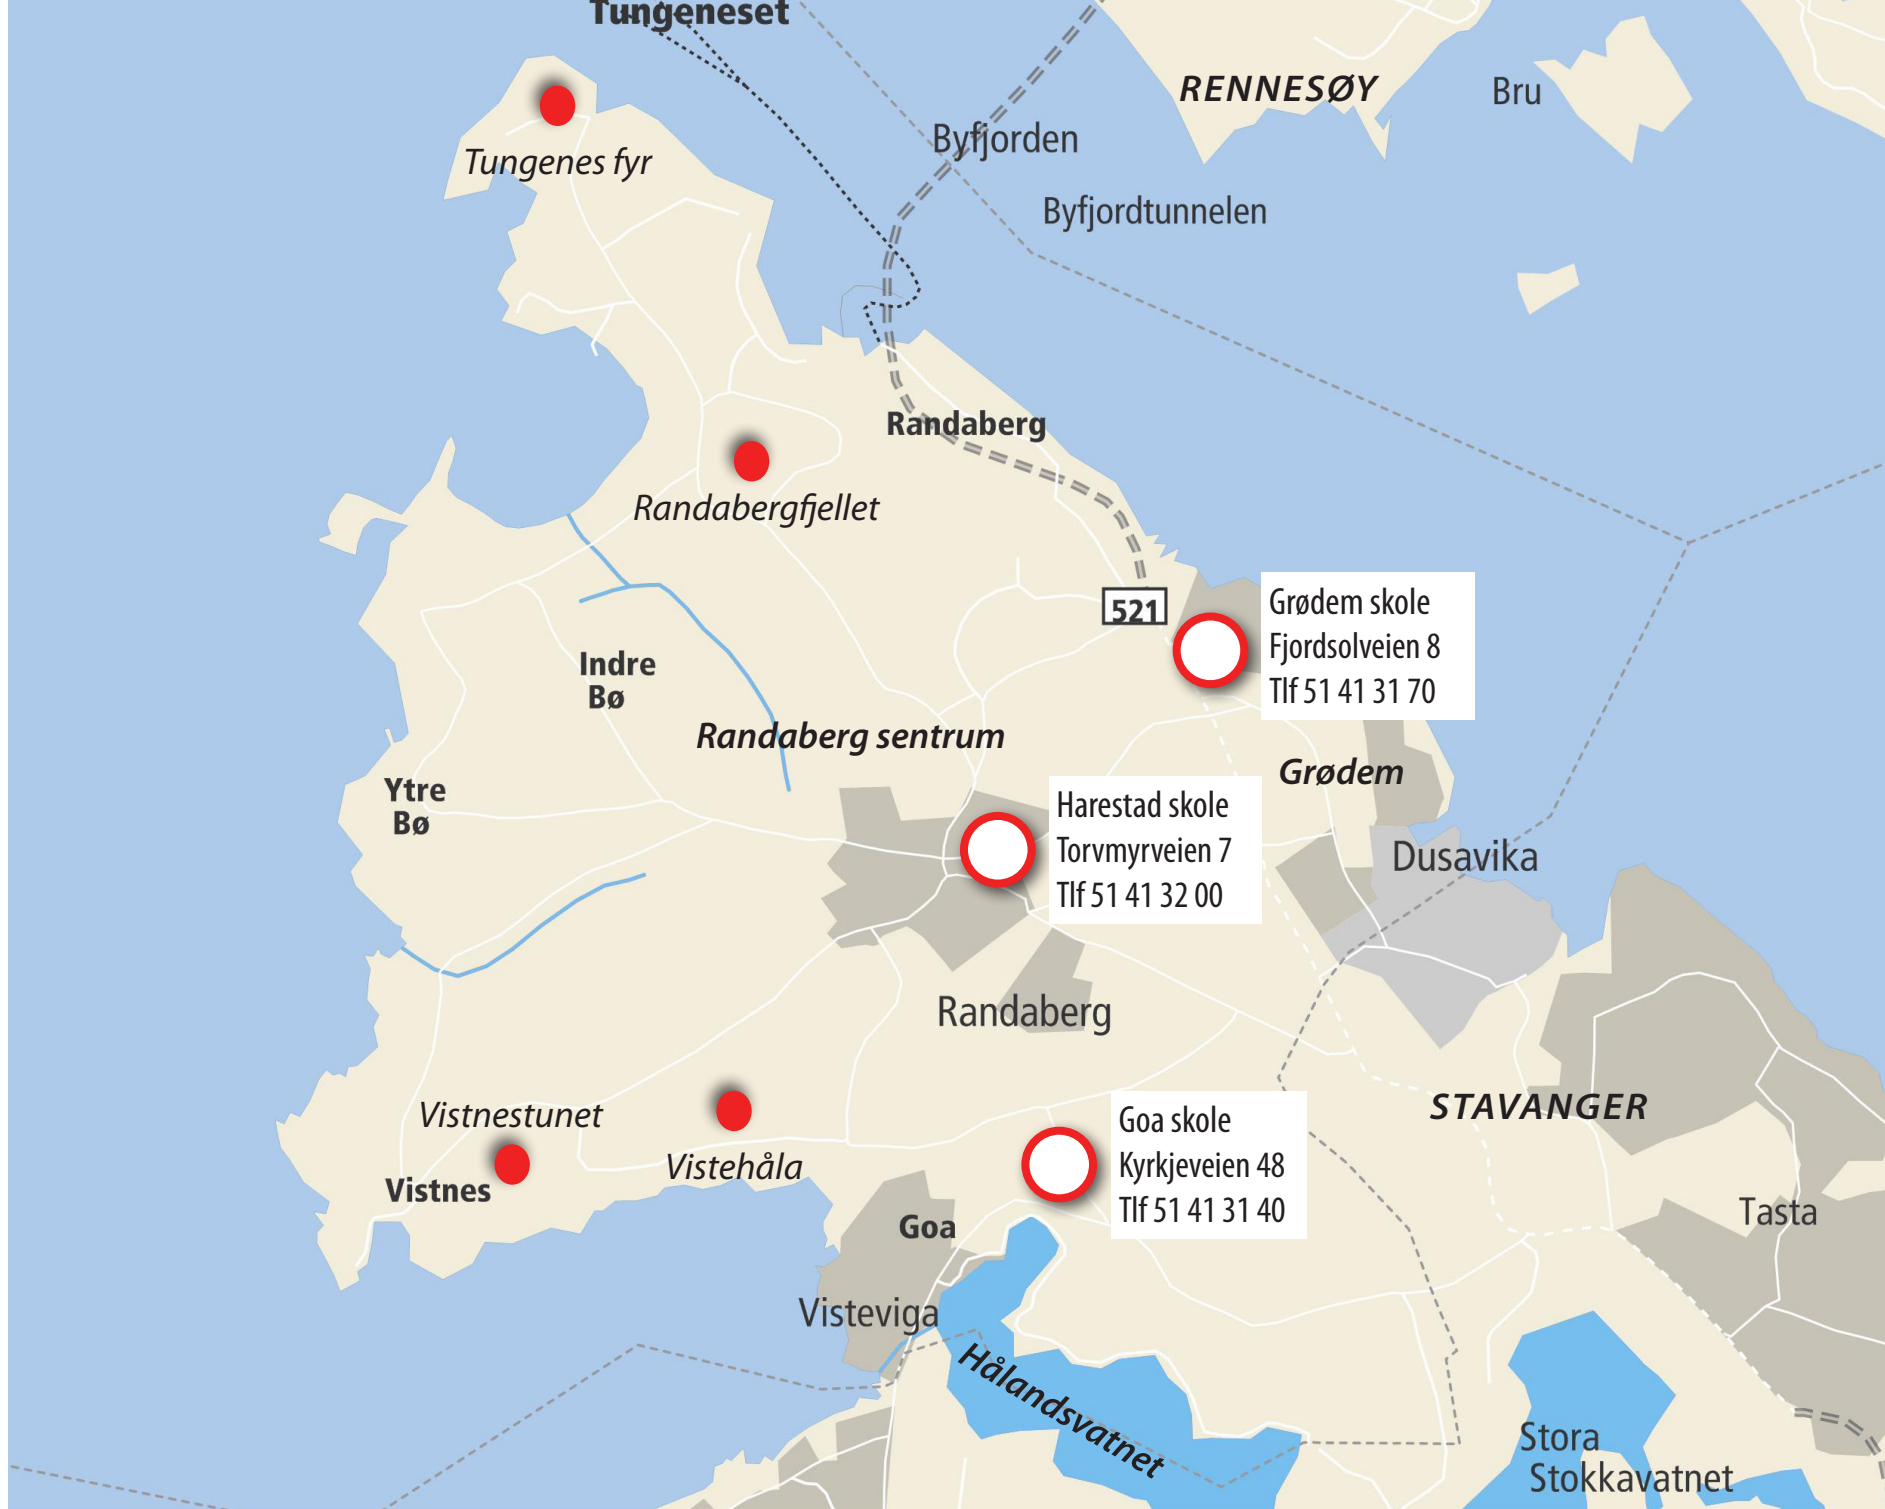 Tungeneset
RENNESØY
Bru
Byfjorden
Tungenes fyr
Byfjordtunnelen
Randaberg
Randabergfjellet
521
Grødem skole
Fjordsolveien 8
Tlf 51 41 31 70
Indre
Bø
Randaberg sentrum
Grødem
Ytre
Bø
Harestad skole
Torvmyrveien 7
Tlf 51 41 32 00
Dusavika
Randaberg
Vistnestunet
STAVANGER
Goa skole
Kyrkjeveien 48
Tlf 51 41 31 40
Vistehåla
Vistnes
Goa
Tasta
Visteviga
Hålandsvatnet
Stora
Stokkavatnet